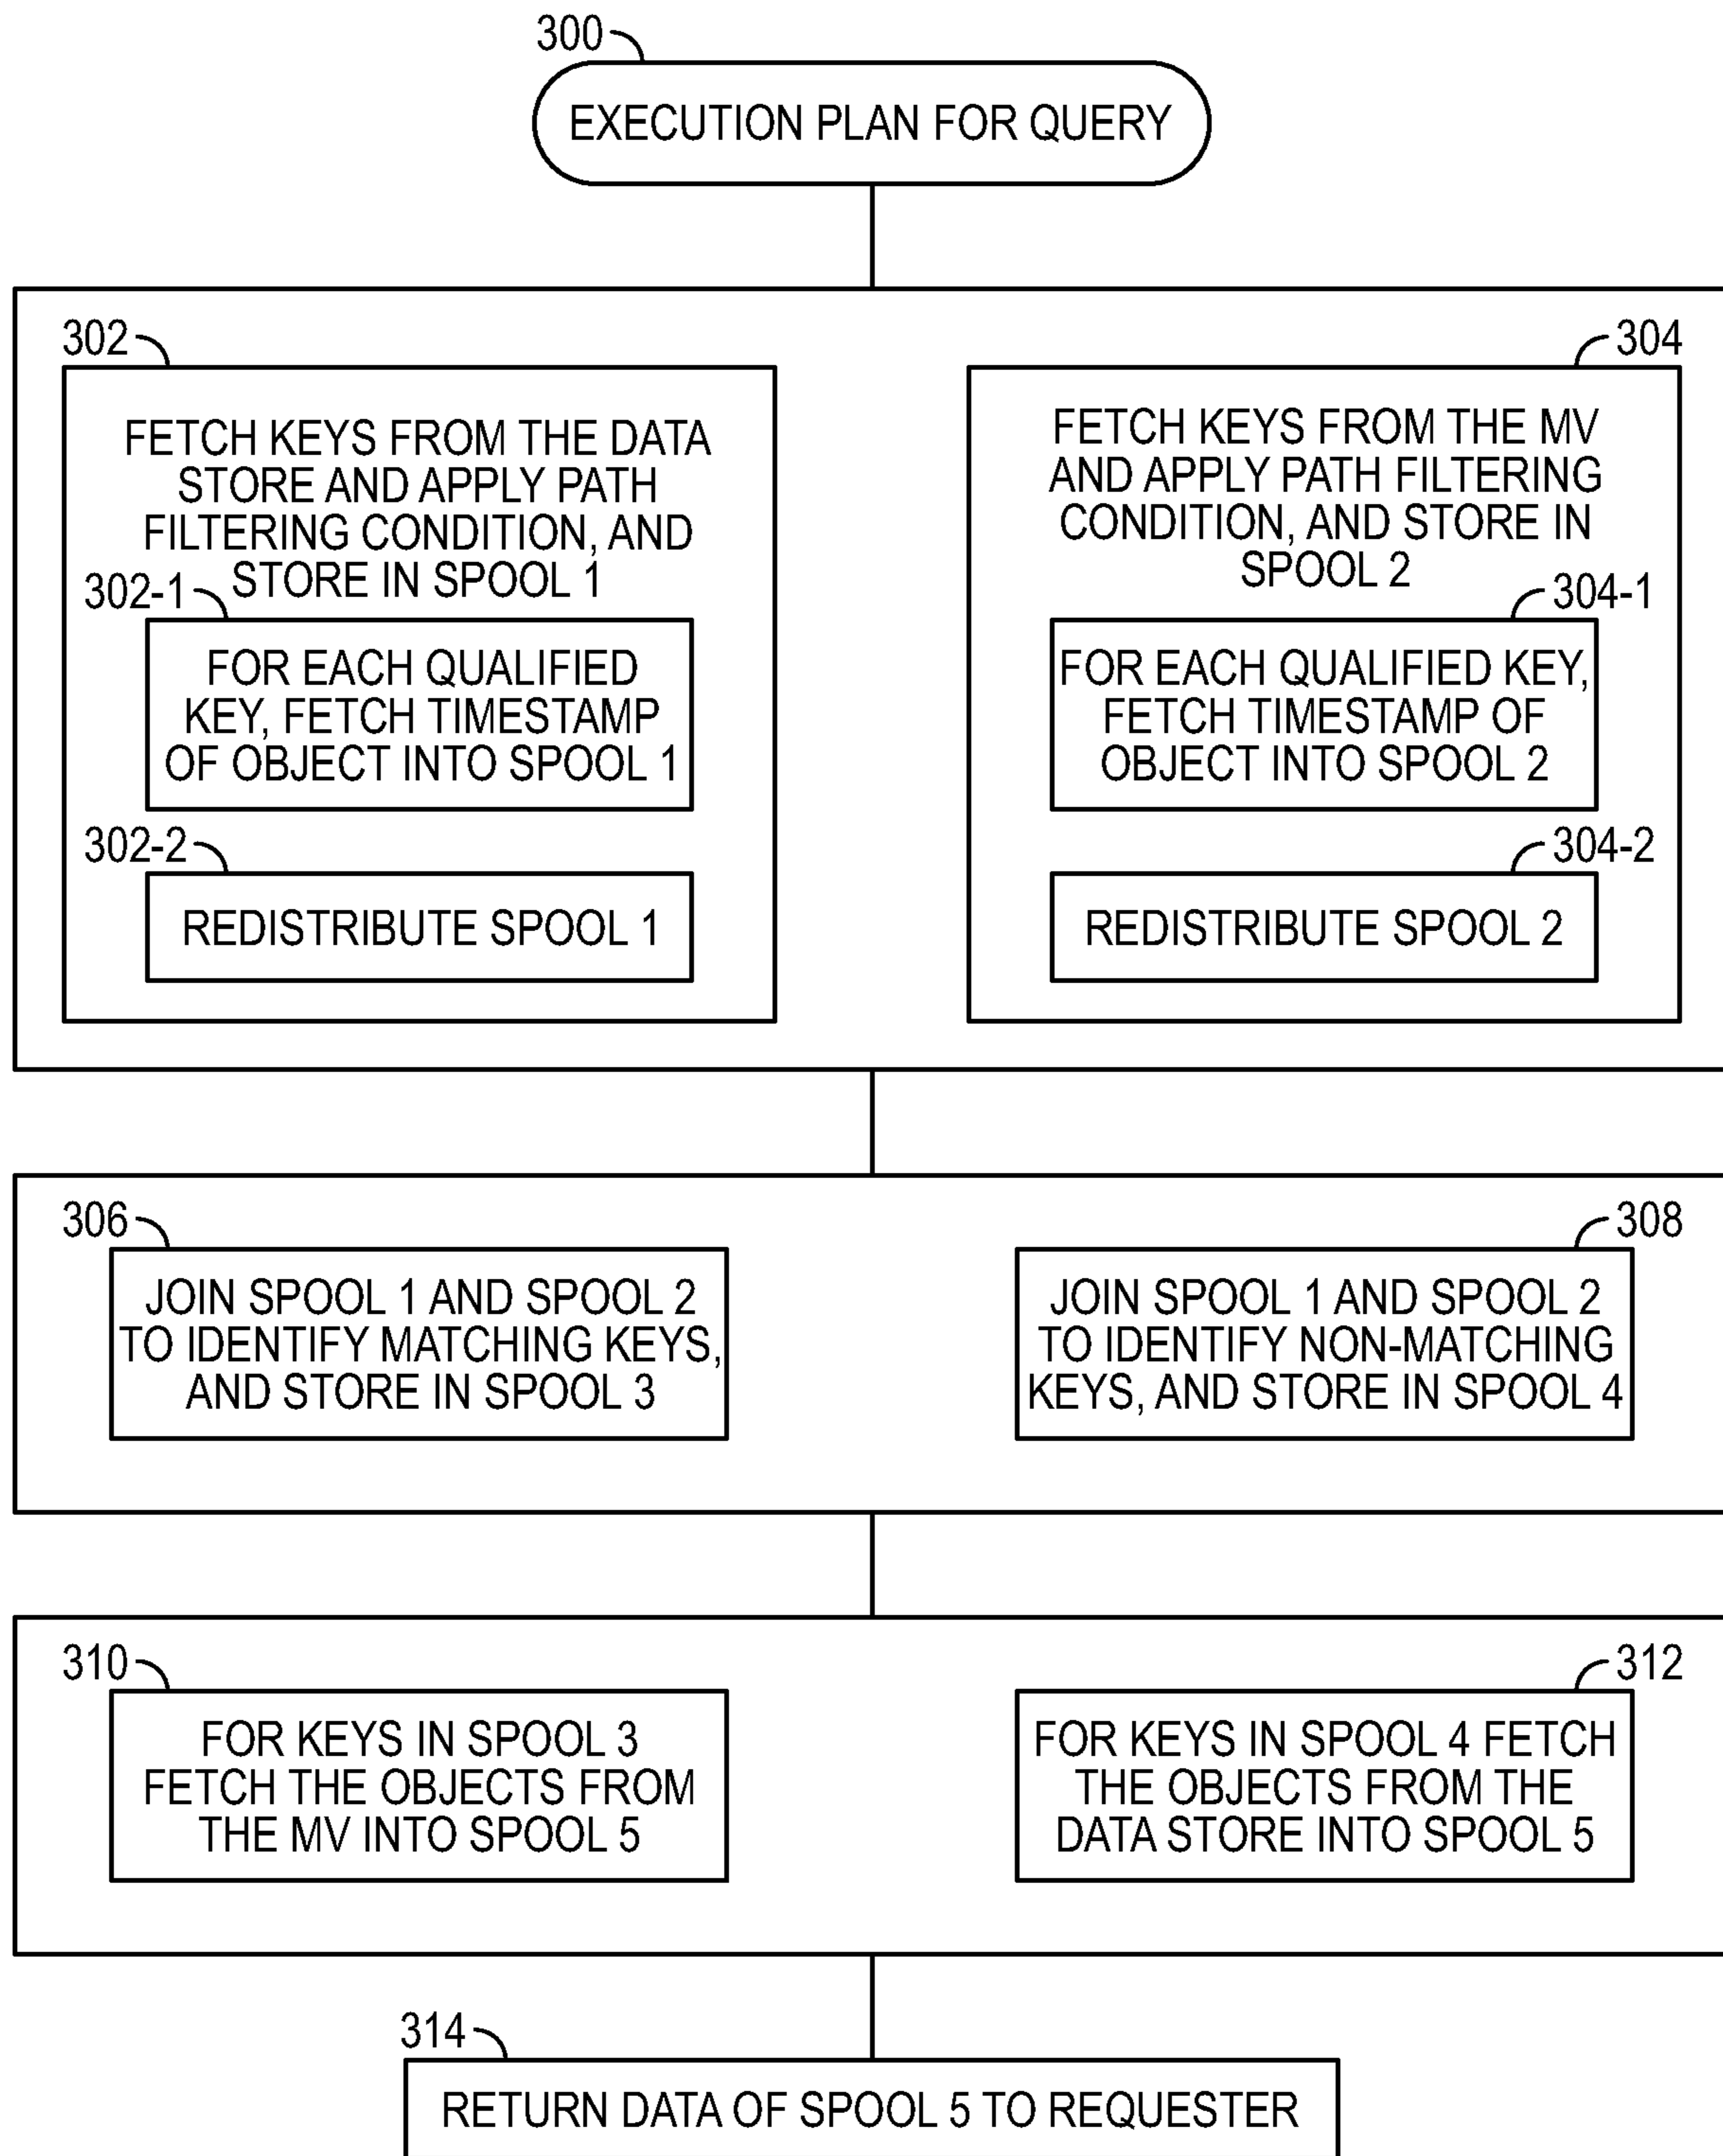 300
EXECUTION PLAN FOR QUERY
302
FETCH KEYS FROM THE DATA
STORE AND APPLY PATH
FILTERING CONDITION, AND
STORE IN SPOOL 1
302-1
FOR EACH QUALIFIED
KEY, FETCH TIMESTAMP
OF OBJECT INTO SPOOL 1
302-2
REDISTRIBUTE SPOOL 1
304
FETCH KEYS FROM THE MV
AND APPLY PATH FILTERING
CONDITION, AND STORE IN
SPOOL 2
304-1
FOR EACH QUALIFIED KEY,
FETCH TIMESTAMP OF
OBJECT INTO SPOOL 2
304-2
REDISTRIBUTE SPOOL 2
306
JOIN SPOOL 1 AND SPOOL 2
TO IDENTIFY MATCHING KEYS,
AND STORE IN SPOOL 3
308
JOIN SPOOL 1 AND SPOOL 2
TO IDENTIFY NON-MATCHING
KEYS, AND STORE IN SPOOL 4
310
FOR KEYS IN SPOOL 3
FETCH THE OBJECTS FROM
THE MV INTO SPOOL 5
312
FOR KEYS IN SPOOL 4 FETCH
THE OBJECTS FROM THE
DATA STORE INTO SPOOL 5
314
RETURN DATA OF SPOOL 5 TO REQUESTER